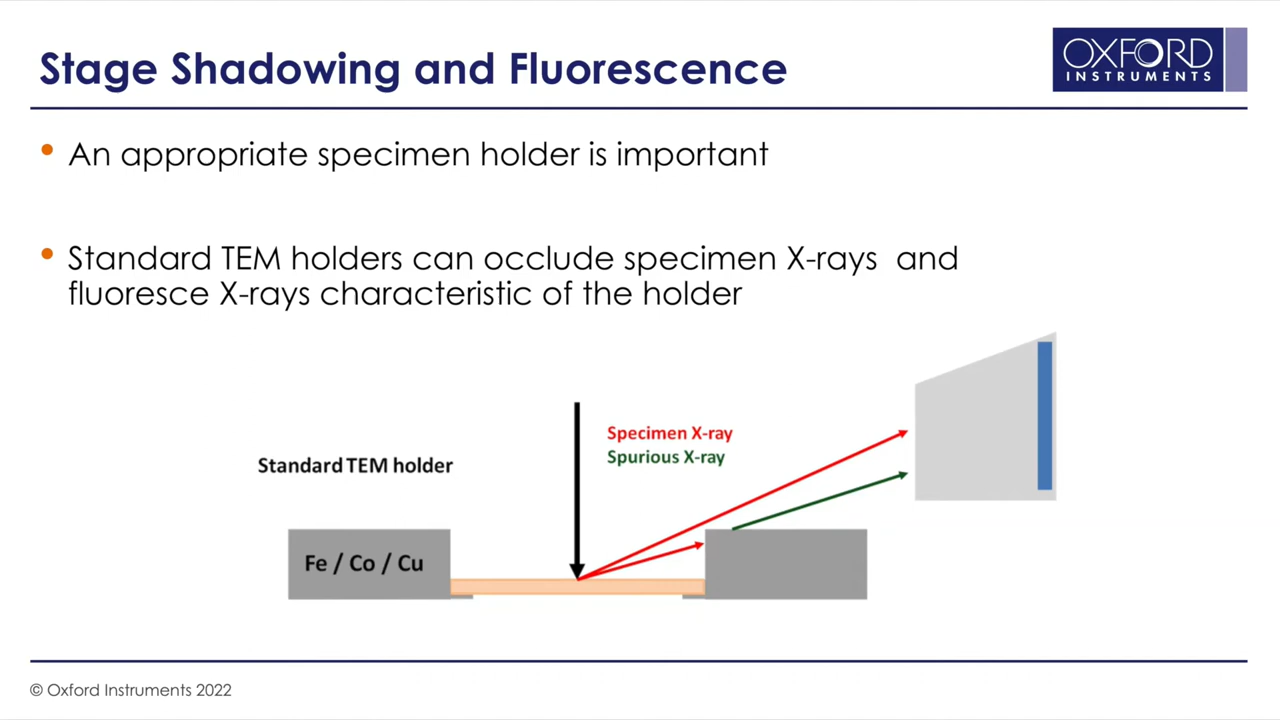 Stage Shadowing and Fluorescence
OXFORD
INSTRUMENTS
• An appropriate specimen holder is important
• Standard TEM holders can occlude specimen X-rays  and
fluoresce X-rays characteristic of the holder
Specimen X-ray
Spurious X-ray
Standard TEM holder
Fe / Co / Cu
© Oxford Instruments 2022